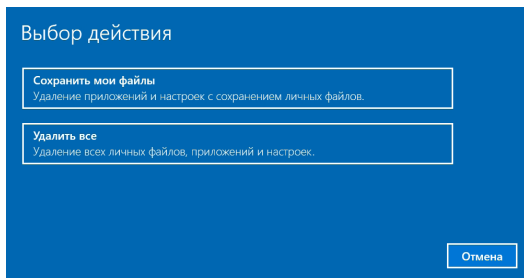 Выбор действия
Сохранить мои файлы
Удаление приложений и настроек с сохранением личных файлов.
Удалить все
Удаление всех личных файлов, приложений и настроек.
Отмена